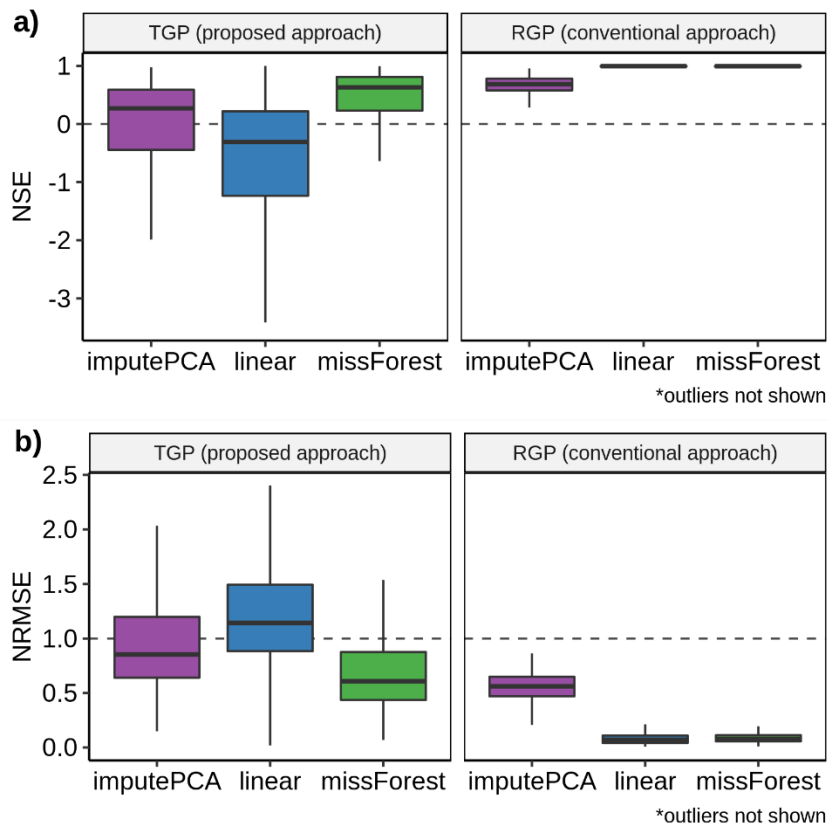 a)
TGP (proposed approach) RGP (conventional approach)
NSE
1
0
-1
-2
-3
imputePCA linear missForest imputePCA linear missForest
*outliers not shown
b)
TGP (proposed approach) RGP (conventional approach)
NRMSE
2.5
2.0
1.5
1.0
0.5
0.0
imputePCA linear missForest imputePCA linear missForest
*outliers not shown